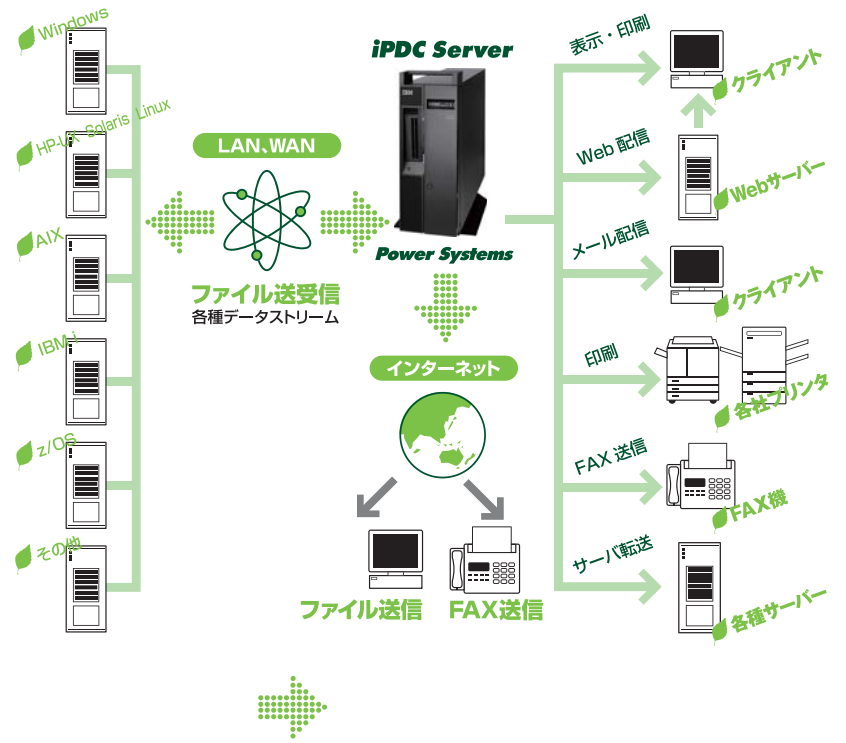 Windows
HP-UX Solaris Linux
AIX
IBM i
z/OS
その他
LAN、WAN
ファイル送受信
各種データストリーム
iPDC Server
IBM
Power Systems
インターネット
ファイル送信
FAX送信
表示・印刷
クライアント
Web 配信
Webサーバー
メール配信
クライアント
印刷
各社プリンタ
FAX 送信
FAX機
サーバ転送
各種サーバー